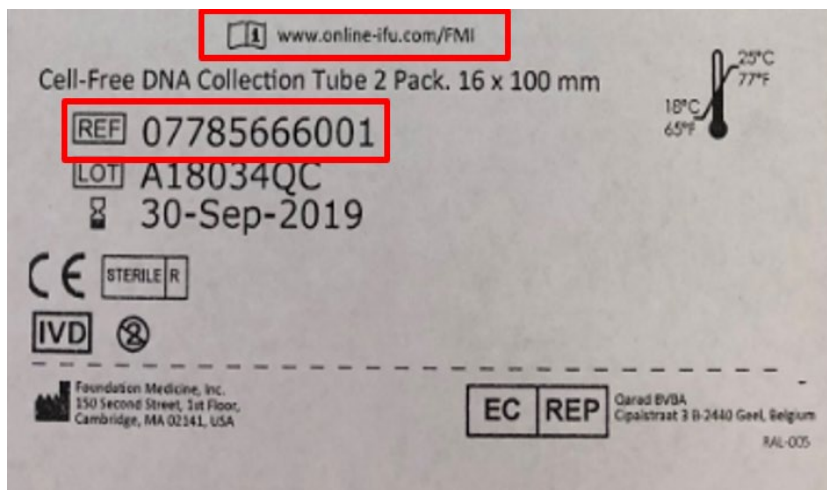 www.online-ifu.com/FMI
Cell-Free DNA Collection Tube 2 Pack. 16 x 100 mm
25°C
77°F
18°C
65°F
REF 07785666001
LOT A18034QC
30-Sep-2019
CE STERILE R
IVD 2
Foundation Medicine, Inc.
150 Second Street, 1st Floor,
Cambridge, MA 02141, USA
EC REP
Qarad BVBA
Cipalstraat 3 B-2440 Geel, Belgium
RAL-005